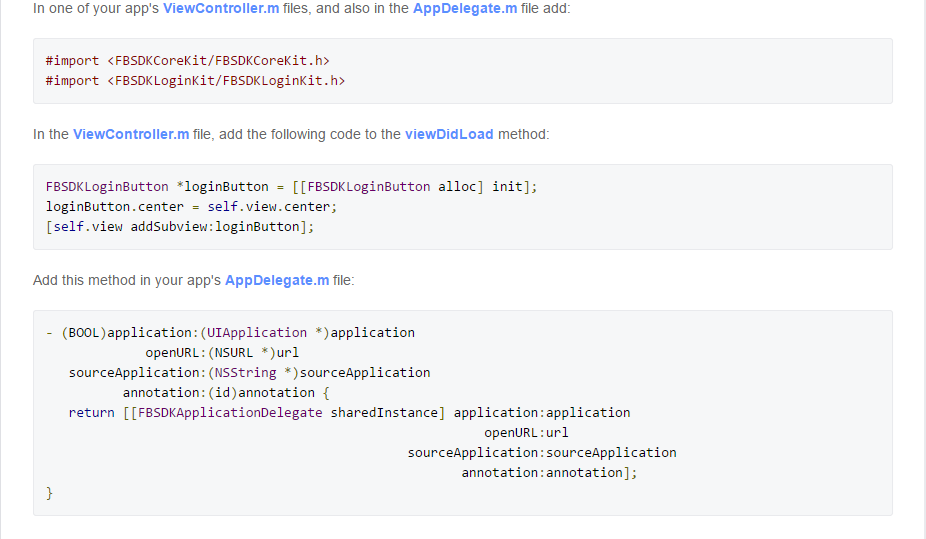 In one of your app's ViewController.m files, and also in the AppDelegate.m file add:
#import <FBSDKCoreKit/FBSDKCoreKit.h>
#import <FBSDKLoginKit/FBSDKLoginKit.h>
In the ViewController.m file, add the following code to the viewDidLoad method:
FBSDKLoginButton *loginButton = [[FBSDKLoginButton alloc] init];
loginButton.center = self.view.center;
[self.view addSubview:loginButton];
Add this method in your app's AppDelegate.m file:
- (BOOL)application:(UIApplication *)application
             openURL:(NSURL *)url
   sourceApplication:(NSString *)sourceApplication
          annotation:(id)annotation {
   return [[FBSDKApplicationDelegate sharedInstance] application:application
                                                         openURL:url
                                               sourceApplication:sourceApplication
                                                      annotation:annotation];
}